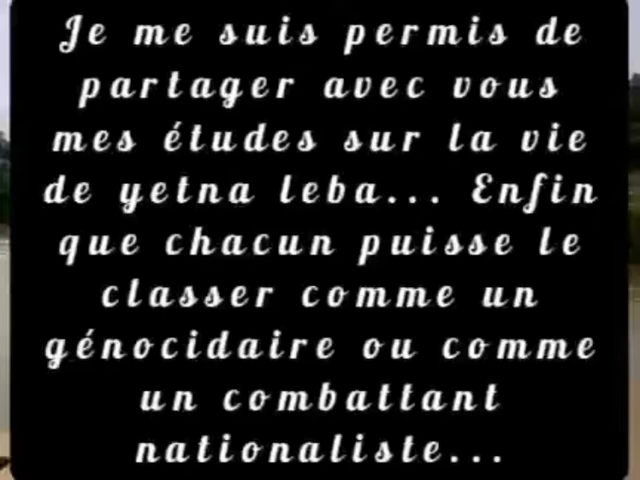 Je me suis permis de
partager avec vous
mes études sur la vie
de yetna leba... Enfin
que chacun puisse le
classer comme un
génocidaire ou comme
un combattant
nationaliste...